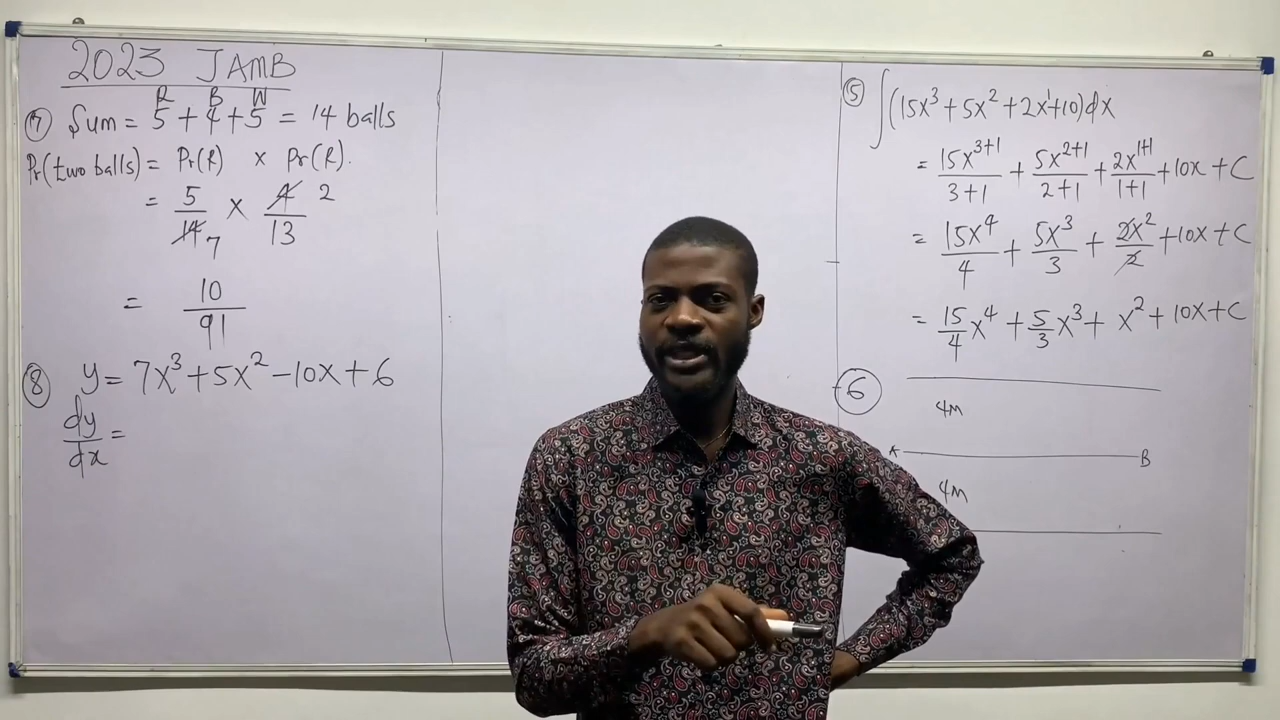 2023 JAMB
R B W
⑦ Sum = 5 + 4 + 5 = 14 balls
Pr(two balls) = Pr(R) x Pr(R).
= 5/14 7 x 4/13 2
= 10/91
⑧ y = 7x³ + 5x² - 10x + 6
dy/dx =
⑤ ∫(15x³ + 5x² + 2x¹ + 10)dx
= 15x³⁺¹/3+1 + 5x²⁺¹/2+1 + 2x¹⁺¹/1+1 + 10x + C
= 15x⁴/4 + 5x³/3 + 2x²/2 + 10x + C
= 15/4 x⁴ + 5/3 x³ + x² + 10x + C
⑥
4M
A B
4M